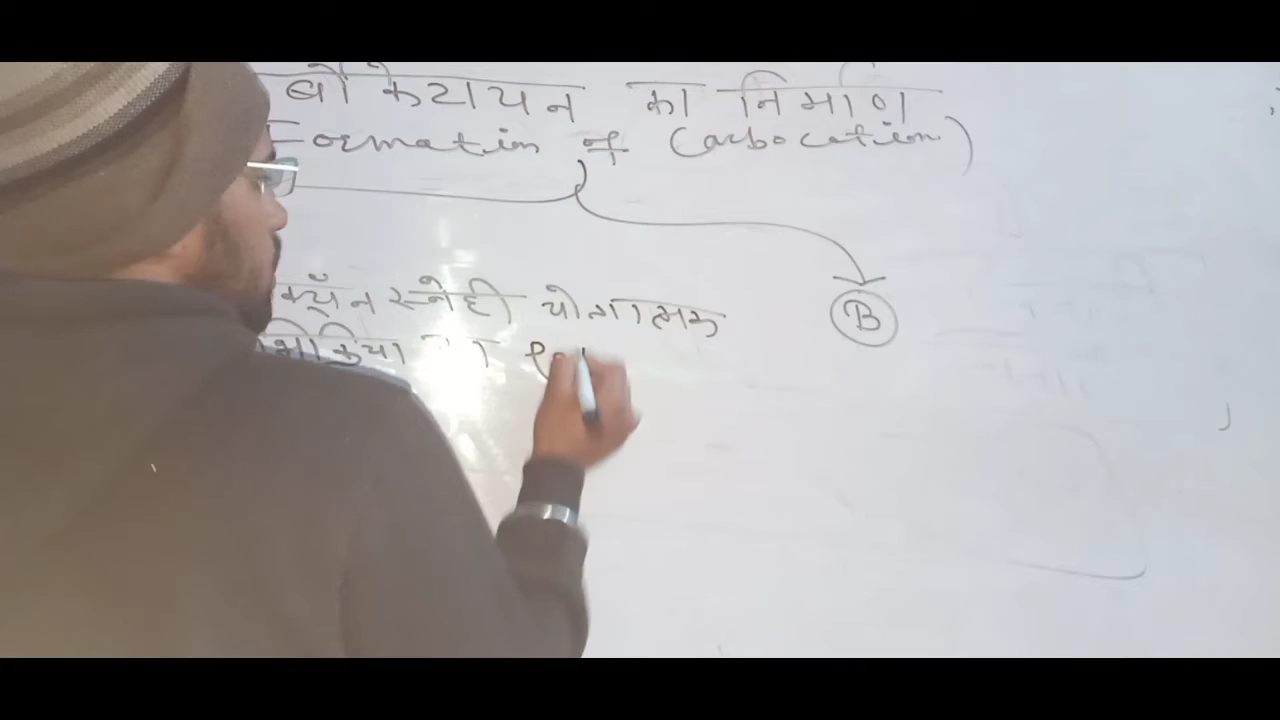 बोकेटायन का निर्माण
Formation of Carbocation)
क्ट्रॉन स्नेही योगात्मक
B
भिक्रिया का